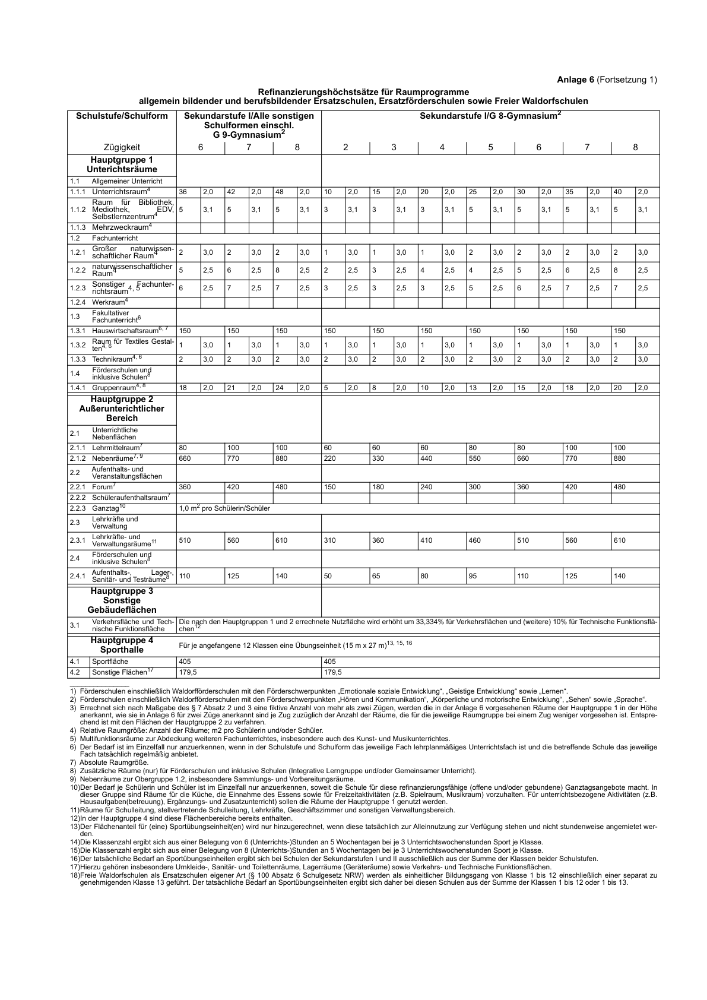 Anlage 6 (Fortsetzung 1)
Refinanzierungshöchstsätze für Raumprogramme
allgemein bildender und berufsbildender Ersatzschulen, Ersatzförderschulen sowie Freier Waldorfschulen
Schulstufe/Schulform Sekundarstufe I/Alle sonstigen Sekundarstufe I/G 8-Gymnasium2
Schulformen einschl.
G 9-Gymnasium2
Zügigkeit 6 7 8 2 3 4 5 6 7 8
Hauptgruppe 1
Unterichtsräume
1.1 Allgemeiner Unterricht
1.1.1 Unterrichtsraum4 36 2,0 42 2,0 48 2,0 10 2,0 15 2,0 20 2,0 25 2,0 30 2,0 35 2,0 40 2,0
Raum für Bibliothek,
1.1.2 Mediothek, EDV, 5 3,1 5 3,1 5 3,1 3 3,1 3 3,1 3 3,1 5 3,1 5 3,1 5 3,1 5 3,1
Selbstlernzentrum4
1.1.3 Mehrzweckraum4
1.2 Fachunterricht
1.2.1 Großer naturwissen- 2 3,0 2 3,0 2 3,0 1 3,0 1 3,0 1 3,0 2 3,0 2 3,0 2 3,0 2 3,0
schaftlicher Raum4
1.2.2 naturwissenschaftlicher 5 2,5 6 2,5 8 2,5 2 2,5 3 2,5 4 2,5 4 2,5 5 2,5 6 2,5 8 2,5
Raum4
1.2.3 Sonstiger Fachunter- 6 2,5 7 2,5 7 2,5 3 2,5 3 2,5 3 2,5 5 2,5 6 2,5 7 2,5 7 2,5
richtsraum4, 5
1.2.4 Werkraum4
1.3 Fakultativer
Fachunterricht6
1.3.1 Hauswirtschaftsraum6, 7 150 150 150 150 150 150 150 150 150 150
1.3.2 Raum für Textiles Gestal- 1 3,0 1 3,0 1 3,0 1 3,0 1 3,0 1 3,0 1 3,0 1 3,0 1 3,0 1 3,0
ten4, 6
1.3.3 Technikraum4, 6 2 3,0 2 3,0 2 3,0 2 3,0 2 3,0 2 3,0 2 3,0 2 3,0 2 3,0 2 3,0
1.4 Förderschulen und
inklusive Schulen8
1.4.1 Gruppenraum4, 8 18 2,0 21 2,0 24 2,0 5 2,0 8 2,0 10 2,0 13 2,0 15 2,0 18 2,0 20 2,0
Hauptgruppe 2
Außerunterichtlicher
Bereich
2.1 Unterrichtliche
Nebenflächen
2.1.1 Lehrmittelraum7 80 100 100 60 60 60 80 80 100 100
2.1.2 Nebenräume7, 9 660 770 880 220 330 440 550 660 770 880
2.2 Aufenthalts- und
Veranstaltungsflächen
2.2.1 Forum7 360 420 480 150 180 240 300 360 420 480
2.2.2 Schüleraufenthaltsraum7
2.2.3 Ganztag10 1,0 m2 pro Schülerin/Schüler
2.3 Lehrkräfte und
Verwaltung
2.3.1 Lehrkräfte- und 510 560 610 310 360 410 460 510 560 610
Verwaltungsräume11
2.4 Förderschulen und
inklusive Schulen8
2.4.1 Aufenthalts-, Lager-, 110 125 140 50 65 80 95 110 125 140
Sanitär- und Testräume8
Hauptgruppe 3
Sonstige
Gebäudeflächen
3.1 Verkehrsfläche und Tech- Die nach den Hauptgruppen 1 und 2 errechnete Nutzfläche wird erhöht um 33,334% für Verkehrsflächen und (weitere) 10% für Technische Funktionsflä-
nische Funktionsfläche chen12
Hauptgruppe 4 Für je angefangene 12 Klassen eine Übungseinheit (15 m x 27 m)13, 15, 16
Sporthalle
4.1 Sportfläche 405 405
4.2 Sonstige Flächen17 179,5 179,5
1) Förderschulen einschließlich Waldorfförderschulen mit den Förderschwerpunkten „Emotionale soziale Entwicklung“, „Geistige Entwicklung“ sowie „Lernen“.
2) Förderschulen einschließlich Waldorfförderschulen mit den Förderschwerpunkten „Hören und Kommunikation“, „Körperliche und motorische Entwicklung“, „Sehen“ sowie „Sprache“.
3) Errechnet sich nach Maßgabe des § 7 Absatz 2 und 3 eine fiktive Anzahl von mehr als zwei Zügen, werden die in der Anlage 6 vorgesehenen Räume der Hauptgruppe 1 in der Höhe
anerkannt, wie sie in Anlage 6 für zwei Züge anerkannt sind je Zug zuzüglich der Anzahl der Räume, die für die jeweilige Raumgruppe bei einem Zug weniger vorgesehen ist. Entspre-
chend ist mit den Flächen der Hauptgruppe 2 zu verfahren.
4) Relative Raumgröße: Anzahl der Räume; m2 pro Schülerin und/oder Schüler.
5) Multifunktionsräume zur Abdeckung weiteren Fachunterrichtes, insbesondere auch des Kunst- und Musikunterrichtes.
6) Der Bedarf ist im Einzelfall nur anzuerkennen, wenn in der Schulstufe und Schulform das jeweilige Fach lehrplanmäßiges Unterrichtsfach ist und die betreffende Schule das jeweilige
Fach tatsächlich regelmäßig anbietet.
7) Absolute Raumgröße.
8) Zusätzliche Räume (nur) für Förderschulen und inklusive Schulen (Integrative Lerngruppe und/oder Gemeinsamer Unterricht).
9) Nebenräume zur Obergruppe 1.2, insbesondere Sammlungs- und Vorbereitungsräume.
10)Der Bedarf je Schülerin und Schüler ist im Einzelfall nur anzuerkennen, soweit die Schule für diese refinanzierungsfähige (offene und/oder gebundene) Ganztagsangebote macht. In
dieser Gruppe sind Räume für die Küche, die Einnahme des Essens sowie für Freizeitaktivitäten (z.B. Spielraum, Musikraum) vorzuhalten. Für unterrichtsbezogene Aktivitäten (z.B.
Hausaufgaben(betreuung), Ergänzungs- und Zusatzunterricht) sollen die Räume der Hauptgruppe 1 genutzt werden.
11)Räume für Schulleitung, stellvertretende Schulleitung, Lehrkräfte, Geschäftszimmer und sonstigen Verwaltungsbereich.
12)In der Hauptgruppe 4 sind diese Flächenbereiche bereits enthalten.
13)Der Flächenanteil für (eine) Sportübungseinheit(en) wird nur hinzugerechnet, wenn diese tatsächlich zur Alleinnutzung zur Verfügung stehen und nicht stundenweise angemietet wer-
den.
14)Die Klassenzahl ergibt sich aus einer Belegung von 6 (Unterrichts-)Stunden an 5 Wochentagen bei je 3 Unterrichtswochenstunden Sport je Klasse.
15)Die Klassenzahl ergibt sich aus einer Belegung von 8 (Unterrichts-)Stunden an 5 Wochentagen bei je 3 Unterrichtswochenstunden Sport je Klasse.
16)Der tatsächliche Bedarf an Sportübungseinheiten ergibt sich bei Schulen der Sekundarstufen I und II ausschließlich aus der Summe der Klassen beider Schulstufen.
17)Hierzu gehören insbesondere Umkleide-, Sanitär- und Toilettenräume, Lagerräume (Geräteräume) sowie Verkehrs- und Technische Funktionsflächen.
18)Freie Waldorfschulen als Ersatzschulen eigener Art (§ 100 Absatz 6 Schulgesetz NRW) werden als einheitlicher Bildungsgang von Klasse 1 bis 12 einschließlich einer separat zu
genehmigenden Klasse 13 geführt. Der tatsächliche Bedarf an Sportübungseinheiten ergibt sich daher bei diesen Schulen aus der Summe der Klassen 1 bis 12 oder 1 bis 13.